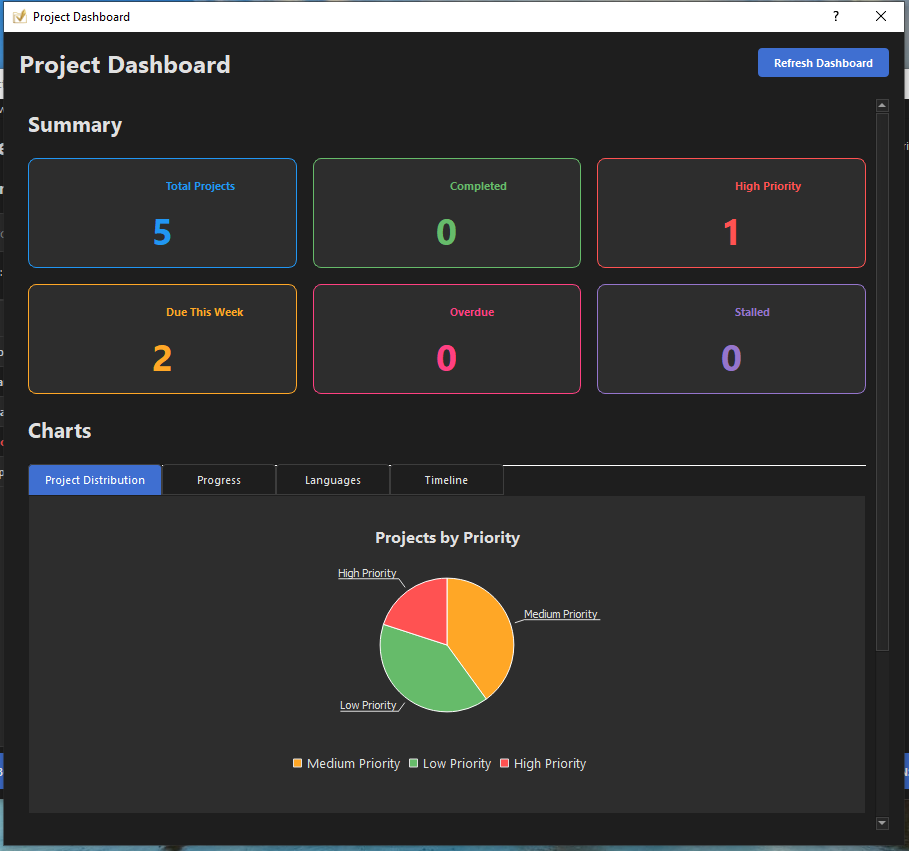 Project Dashboard
?
Project Dashboard
Refresh Dashboard
Summary
Total Projects
Completed
High Priority
5
0
1
Due This Week
Overdue
Stalled
2
0
0
Charts
Project Distribution
Progress
Languages
Timeline
Projects by Priority
High Priority
Medium Priority
Low Priority
Medium Priority
Low Priority
High Priority